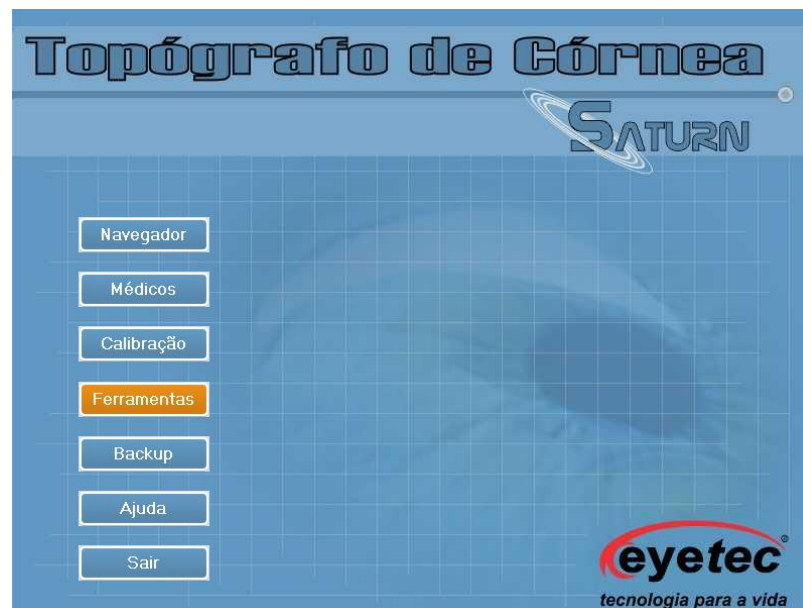 Topógrafo de Córnea
SATURN
Navegador
Médicos
Calibração
Ferramentas
Backup
Ajuda
Sair
eyetec®
tecnologia para a vida